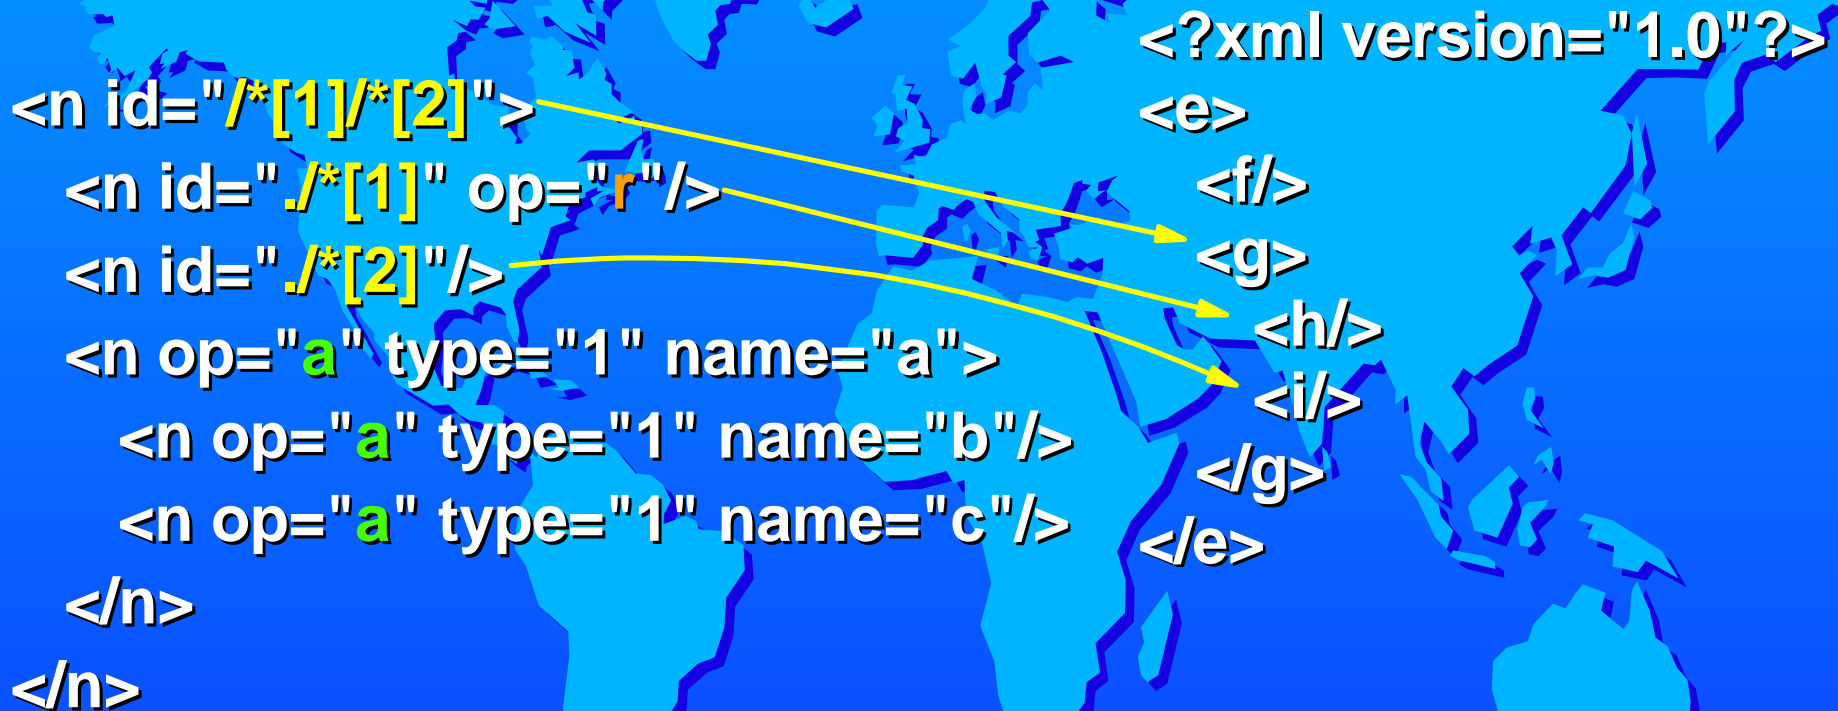 <n id="/*[1]/*[2]">
<n id="./*[1]" op="r"/>
<n id="./*[2]"/>
<n op="a" type="1" name="a">
<n op="a" type="1" name="b"/>
<n op="a" type="1" name="c"/>
</n>
</n>
<?xml version="1.0"?>
<e>
<f/>
<g>
<h/>
<i/>
</g>
</e>